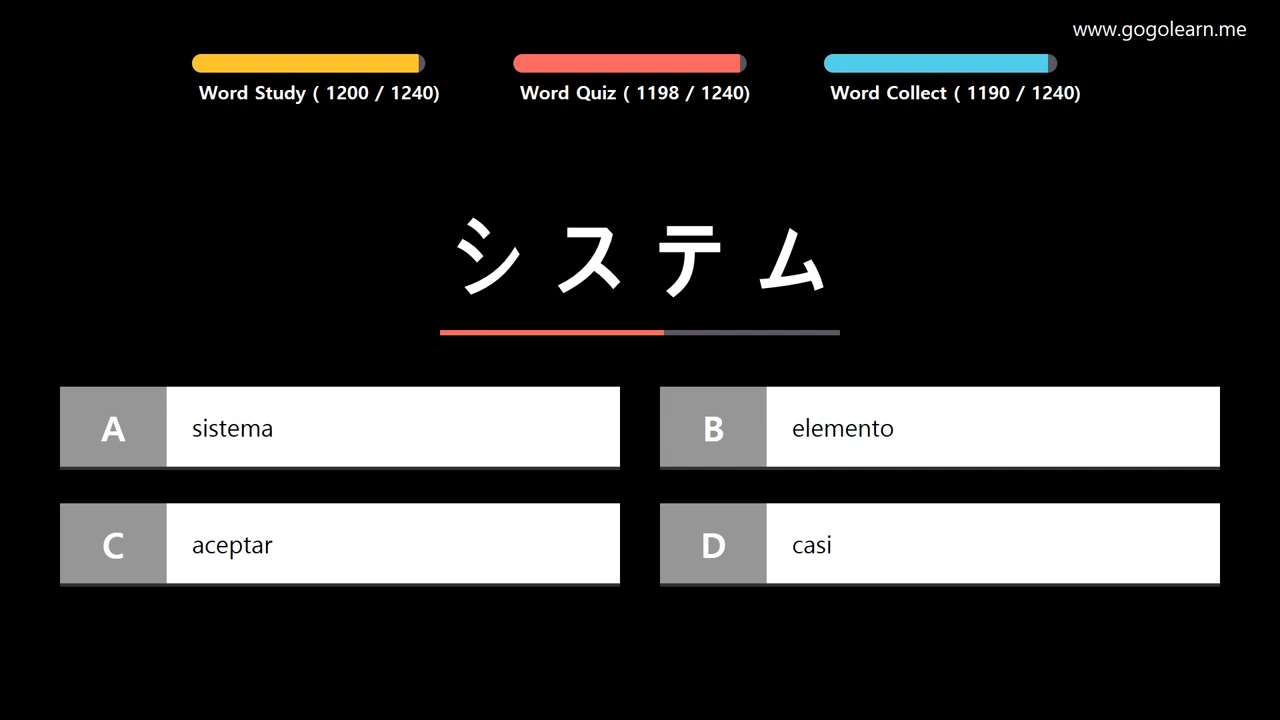 www.gogolearn.me
Word Study ( 1200 / 1240)
Word Quiz ( 1198 / 1240)
Word Collect ( 1190 / 1240)
システム
A sistema
B elemento
C aceptar
D casi